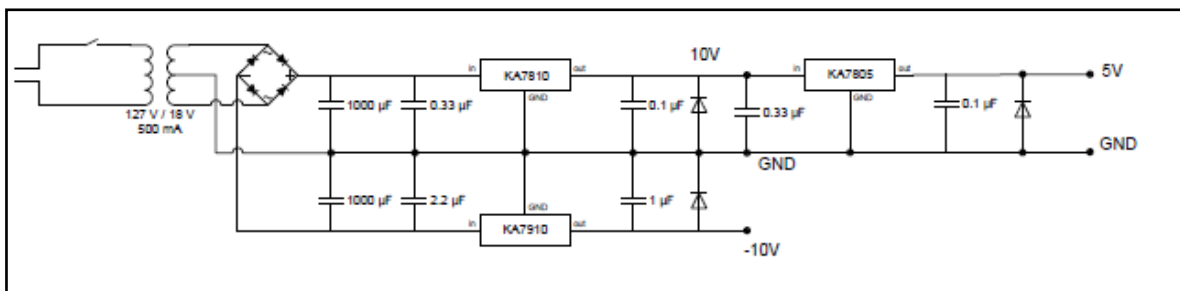 10V
in
KA7810
out
GND
in
KA7805
out
GND
5V
1000 µF
0.33 µF
0.1 µF
0.33 µF
0.1 µF
127 V / 18 V
500 mA
GND
GND
1000 µF
2.2 µF
1 µF
GND
in
KA7910
out
-10V